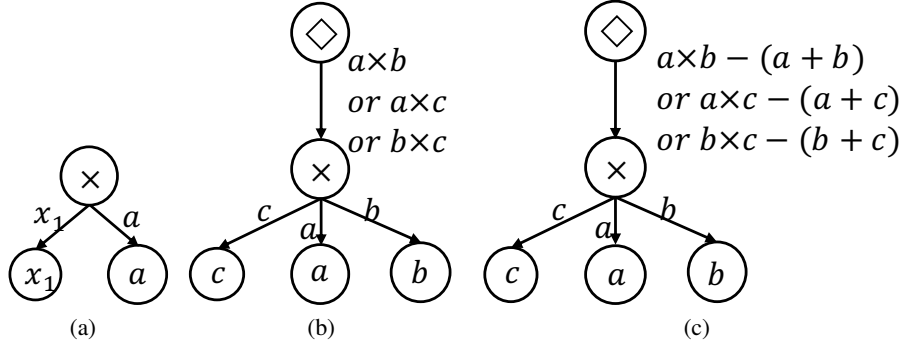 ×
x₁ a
x₁ a
(a)
◇
a×b
or a×c
or b×c
×
c a b
c a b
(b)
◇
a×b − (a + b)
or a×c − (a + c)
or b×c − (b + c)
×
c a b
c a b
(c)